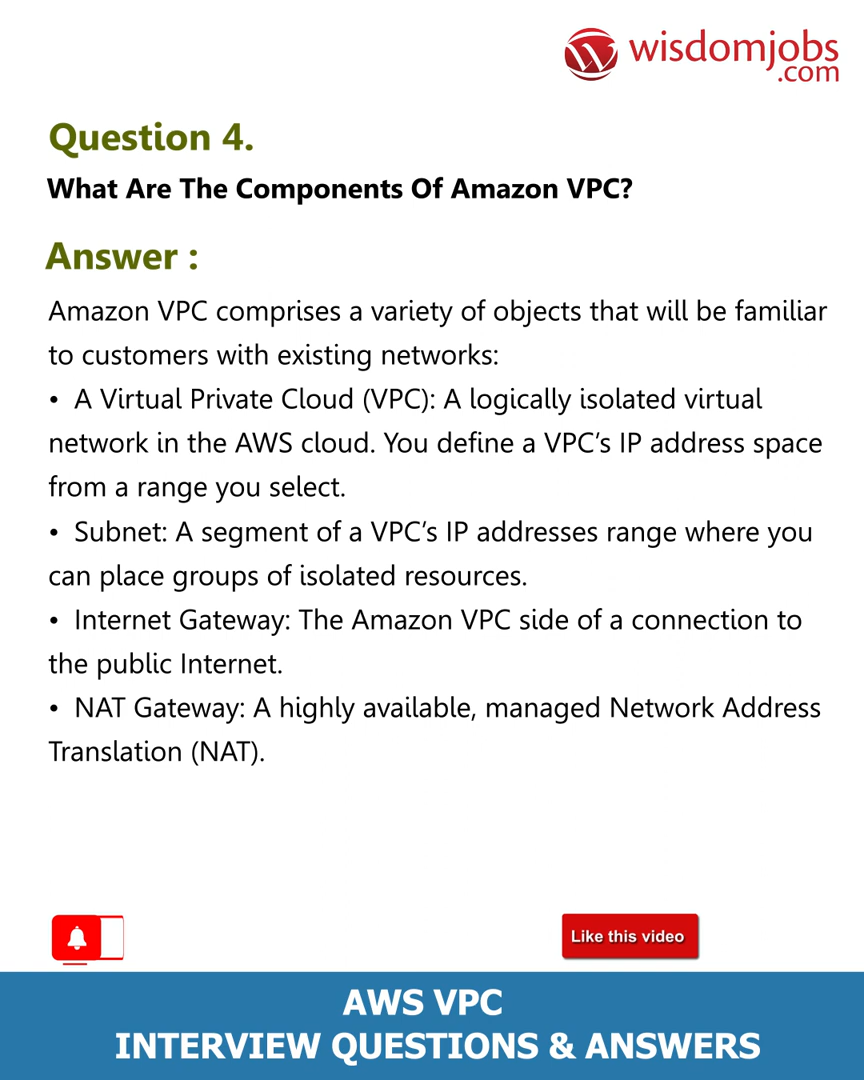 wisdomjobs
.com
Question 4.
What Are The Components Of Amazon VPC?
Answer :
Amazon VPC comprises a variety of objects that will be familiar
to customers with existing networks:
• A Virtual Private Cloud (VPC): A logically isolated virtual
network in the AWS cloud. You define a VPC’s IP address space
from a range you select.
• Subnet: A segment of a VPC’s IP addresses range where you
can place groups of isolated resources.
• Internet Gateway: The Amazon VPC side of a connection to
the public Internet.
• NAT Gateway: A highly available, managed Network Address
Translation (NAT).
Like this video
AWS VPC
INTERVIEW QUESTIONS & ANSWERS